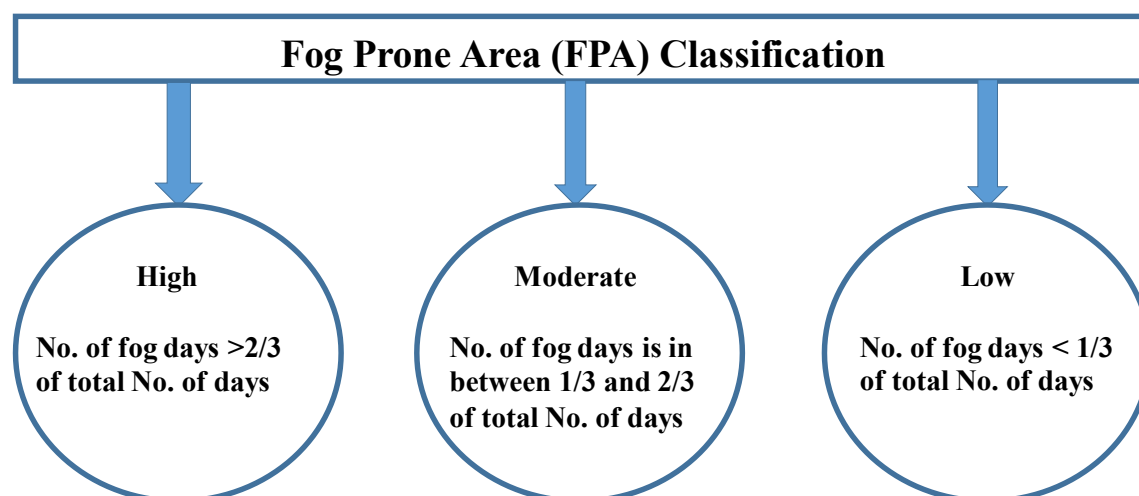 Fog Prone Area (FPA) Classification
High
No. of fog days >2/3
of total No. of days
Moderate
No. of fog days is in
between 1/3 and 2/3
of total No. of days
Low
No. of fog days < 1/3
of total No. of days